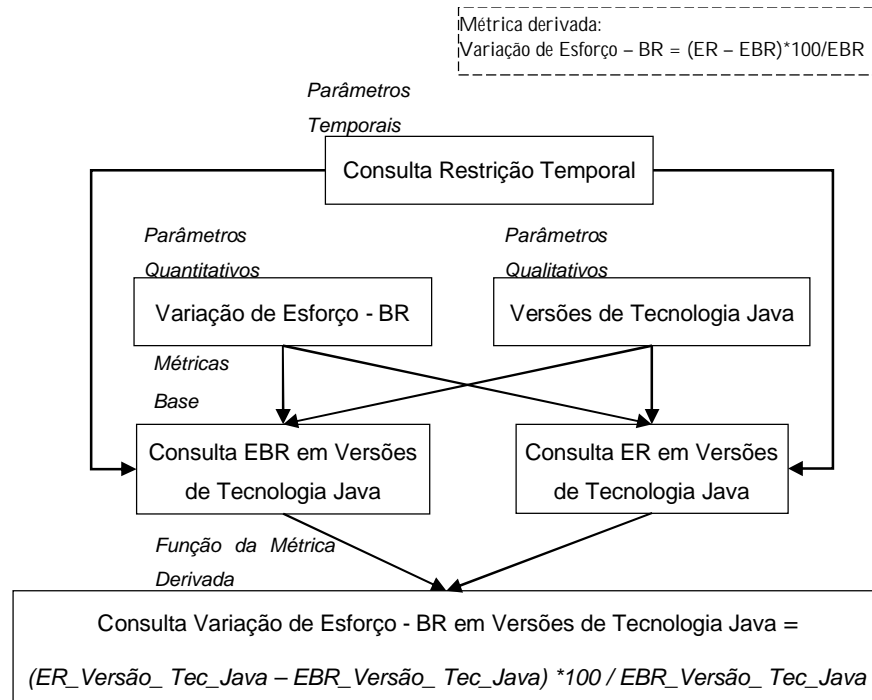 Métrica derivada:
Variação de Esforço – BR = (ER – EBR)*100/EBR
Parâmetros
Temporais
Consulta Restrição Temporal
Parâmetros
Quantitativos
Parâmetros
Qualitativos
Variação de Esforço - BR
Versões de Tecnologia Java
Métricas
Base
Consulta EBR em Versões
de Tecnologia Java
Consulta ER em Versões
de Tecnologia Java
Função da Métrica
Derivada
Consulta Variação de Esforço - BR em Versões de Tecnologia Java =
(ER_Versão_ Tec_Java – EBR_Versão_ Tec_Java) *100 / EBR_Versão_ Tec_Java